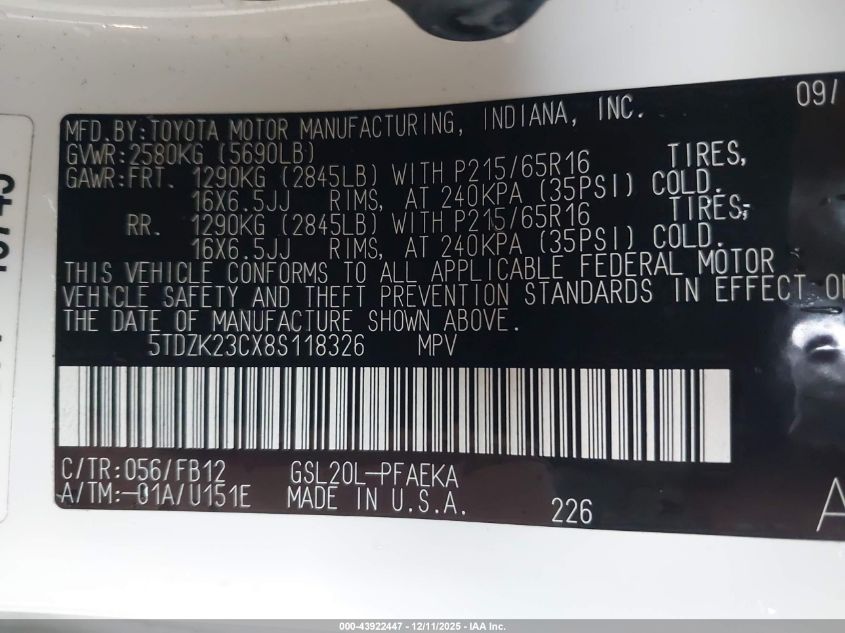 09/
MFD.BY:TOYOTA MOTOR MANUFACTURING, INDIANA, INC.
GVWR:2580KG (5690LB)
GAWR:FRT. 1290KG (2845LB) WITH P215/65R16 TIRES,
16X6.5JJ RIMS, AT 240KPA (35PSI) COLD.
RR. 1290KG (2845LB) WITH P215/65R16 TIRES,
16X6.5JJ RIMS, AT 240KPA (35PSI) COLD.
THIS VEHICLE CONFORMS TO ALL APPLICABLE FEDERAL MOTOR
VEHICLE SAFETY AND THEFT PREVENTION STANDARDS IN EFFECT ON
THE DATE OF MANUFACTURE SHOWN ABOVE.
5TDZK23CX8S118326 MPV
C/TR:056/FB12 GSL20L-PFAEKA
A/TM:-01A/U151E MADE IN U.S.A.
226 A
000-43922447 - 12/11/2025 - IAA Inc.